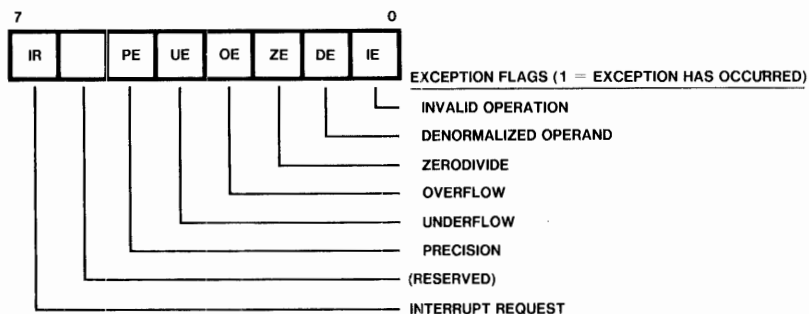 7 0
IR PE UE OE ZE DE IE
EXCEPTION FLAGS (1 = EXCEPTION HAS OCCURRED)
INVALID OPERATION
DENORMALIZED OPERAND
ZERODIVIDE
OVERFLOW
UNDERFLOW
PRECISION
(RESERVED)
INTERRUPT REQUEST